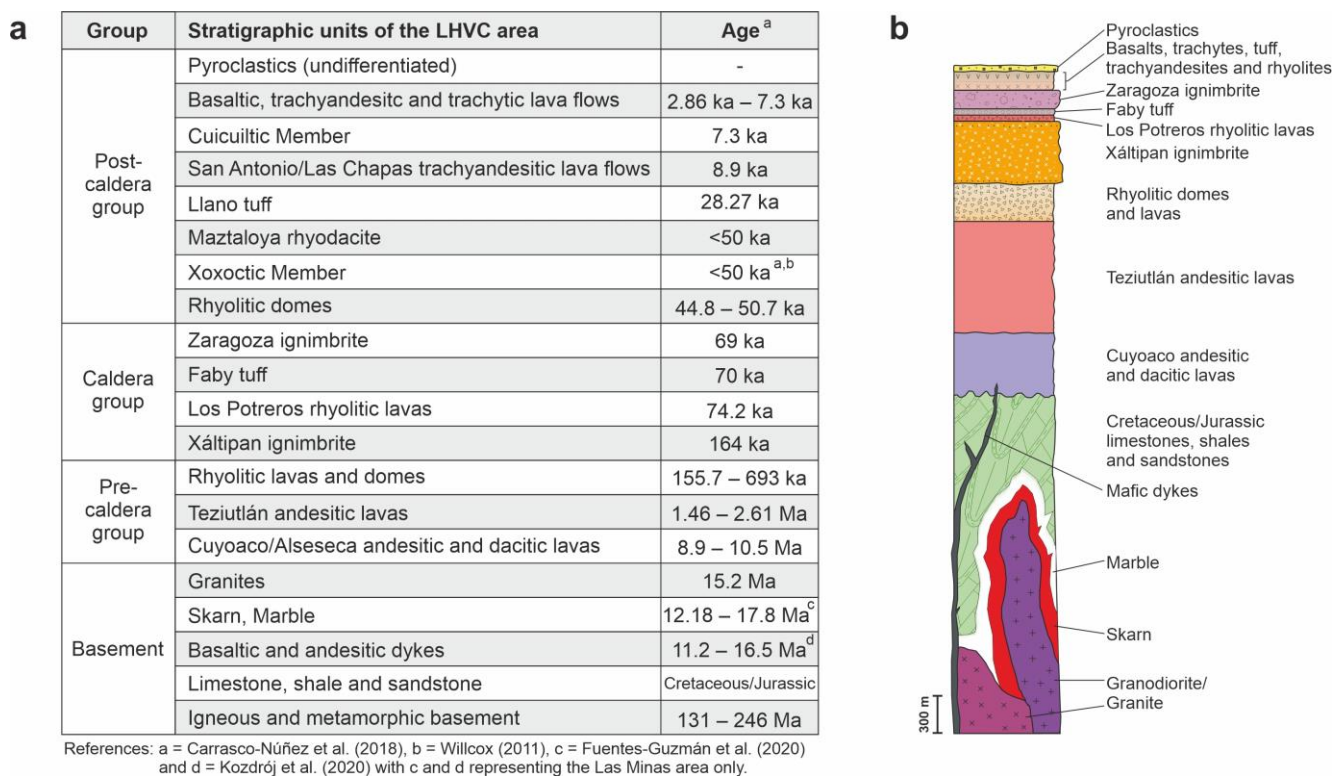 a
Group Stratigraphic units of the LHVC area Age a
Post-
caldera
group
Pyroclastics (undifferentiated) -
Basaltic, trachyandesitc and trachytic lava flows 2.86 ka – 7.3 ka
Cuicuiltic Member 7.3 ka
San Antonio/Las Chapas trachyandesitic lava flows 8.9 ka
Llano tuff 28.27 ka
Maztaloya rhyodacite <50 ka
Xoxoctic Member <50 ka a,b
Rhyolitic domes 44.8 – 50.7 ka
Caldera
group
Zaragoza ignimbrite 69 ka
Faby tuff 70 ka
Los Potreros rhyolitic lavas 74.2 ka
Xáltipan ignimbrite 164 ka
Pre-
caldera
group
Rhyolitic lavas and domes 155.7 – 693 ka
Teziutlán andesitic lavas 1.46 – 2.61 Ma
Cuyoaco/Alseseca andesitic and dacitic lavas 8.9 – 10.5 Ma
Basement
Granites 15.2 Ma
Skarn, Marble 12.18 – 17.8 Ma c
Basaltic and andesitic dykes 11.2 – 16.5 Ma d
Limestone, shale and sandstone Cretaceous/Jurassic
Igneous and metamorphic basement 131 – 246 Ma
References: a = Carrasco-Núñez et al. (2018), b = Willcox (2011), c = Fuentes-Guzmán et al. (2020)
and d = Kozdrój et al. (2020) with c and d representing the Las Minas area only.
b
Pyroclastics
Basalts, trachytes, tuff,
trachyandesites and rhyolites
Zaragoza ignimbrite
Faby tuff
Los Potreros rhyolitic lavas
Xáltipan ignimbrite
Rhyolitic domes
and lavas
Teziutlán andesitic lavas
Cuyoaco andesitic
and dacitic lavas
Cretaceous/Jurassic
limestones, shales
and sandstones
Mafic dykes
Marble
Skarn
Granodiorite/
Granite
300 m